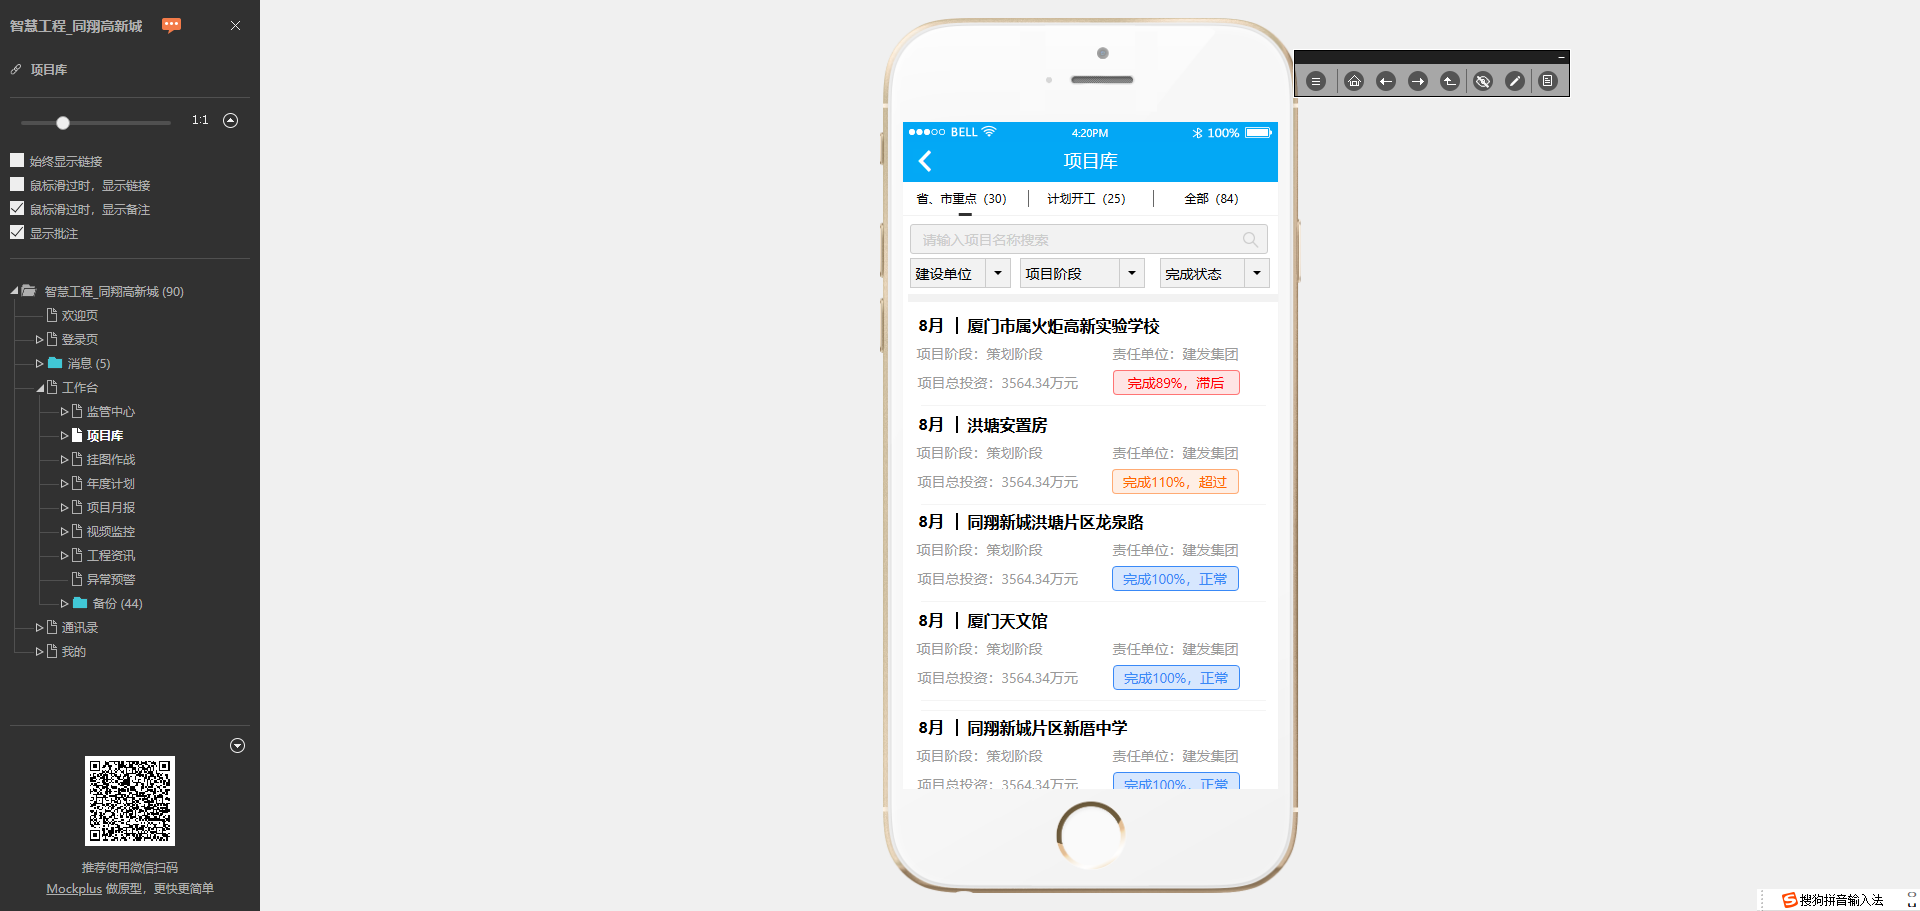 智慧工程_同翔高新城
项目库
1:1
始终显示链接
鼠标滑过时，显示链接
鼠标滑过时，显示备注
显示批注
智慧工程_同翔高新城 (90)
欢迎页
登录页
消息 (5)
工作台
监管中心
项目库
挂图作战
年度计划
项目月报
视频监控
工程资讯
异常预警
备份 (44)
通讯录
我的
推荐使用微信扫码
Mockplus 做原型，更快更简单
BELL 4:20PM 100%
项目库
省、市重点（30） 计划开工（25） 全部（84）
请输入项目名称搜索
建设单位 项目阶段 完成状态
8月 厦门市属火炬高新实验学校
项目阶段：策划阶段 责任单位：建发集团
项目总投资：3564.34万元 完成89%，滞后
8月 洪塘安置房
项目阶段：策划阶段 责任单位：建发集团
项目总投资：3564.34万元 完成110%，超过
8月 同翔新城洪塘片区龙泉路
项目阶段：策划阶段 责任单位：建发集团
项目总投资：3564.34万元 完成100%，正常
8月 厦门天文馆
项目阶段：策划阶段 责任单位：建发集团
项目总投资：3564.34万元 完成100%，正常
8月 同翔新城片区新厝中学
项目阶段：策划阶段 责任单位：建发集团
项目总投资：3564.34万元 完成100%，正常
搜狗拼音输入法